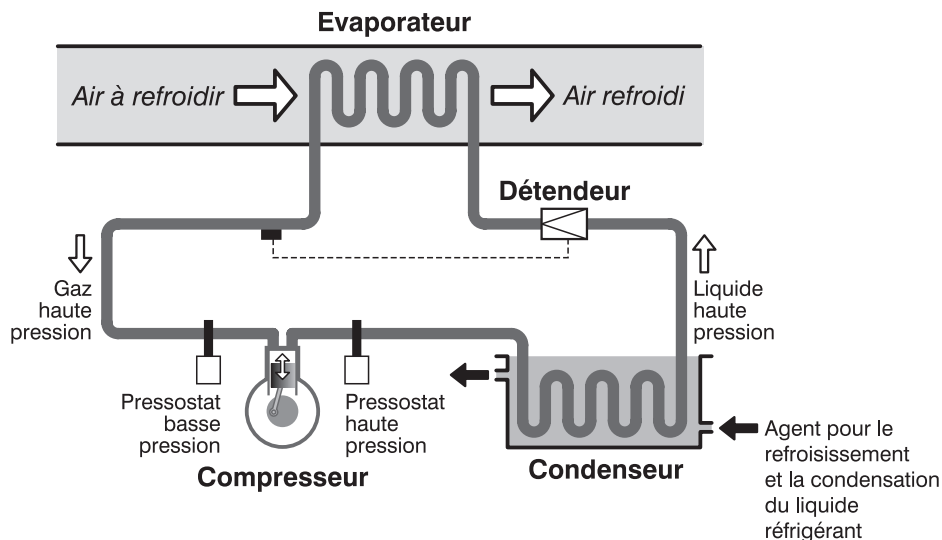 Evaporateur
Air à refroidir
Air refroidi
Détendeur
Gaz
haute
pression
Liquide
haute
pression
Pressostat
basse
pression
Pressostat
haute
pression
Compresseur
Condenseur
Agent pour le
refroisissement
et la condensation
du liquide
réfrigérant